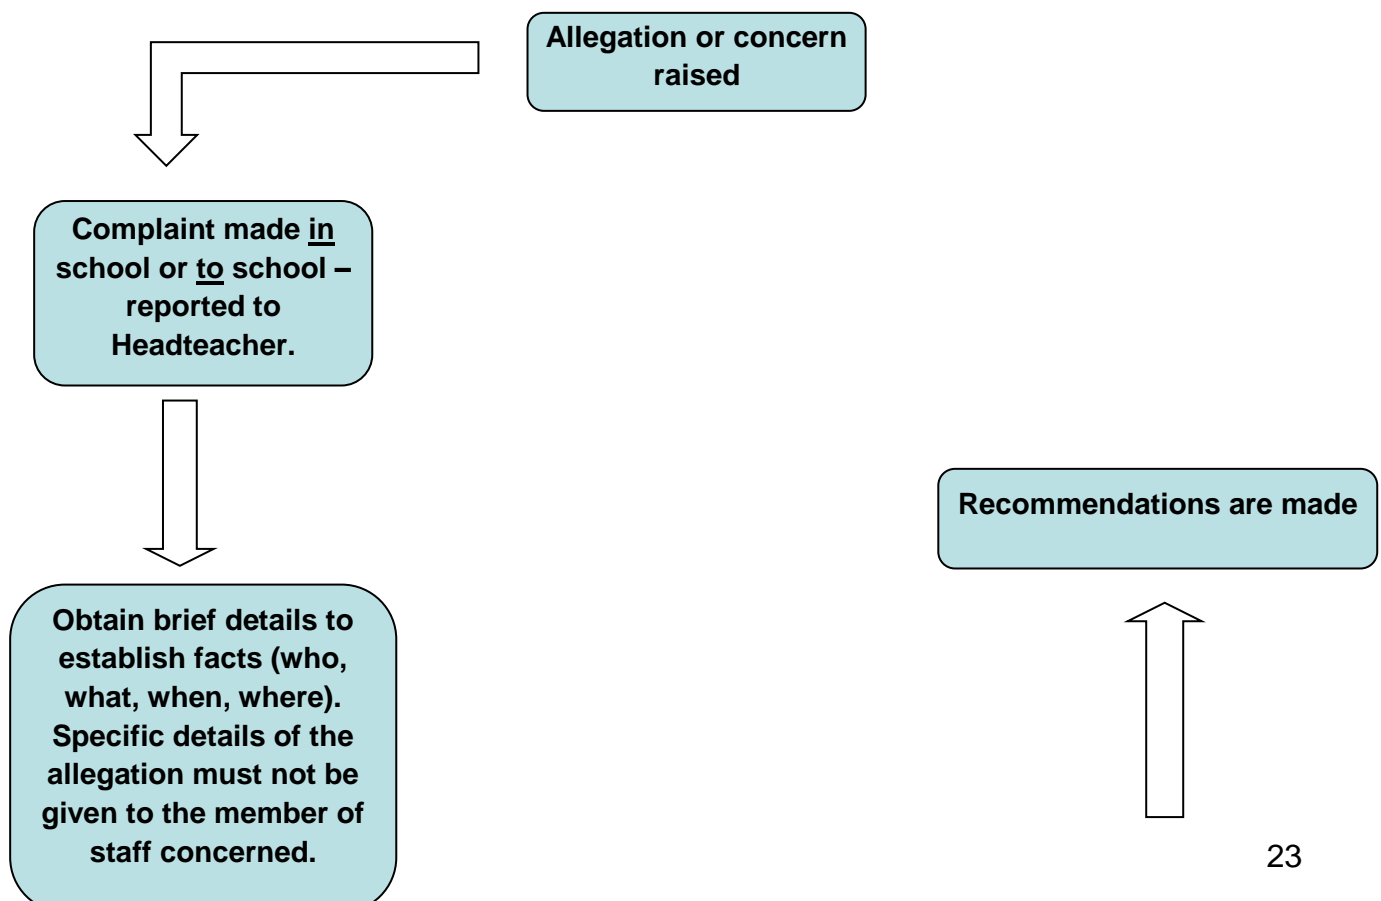 Allegation or concern
raised
Complaint made in
school or to school –
reported to
Headteacher.
Recommendations are made
Obtain brief details to
establish facts (who,
what, when, where).
Specific details of the
allegation must not be
given to the member of
staff concerned.
23